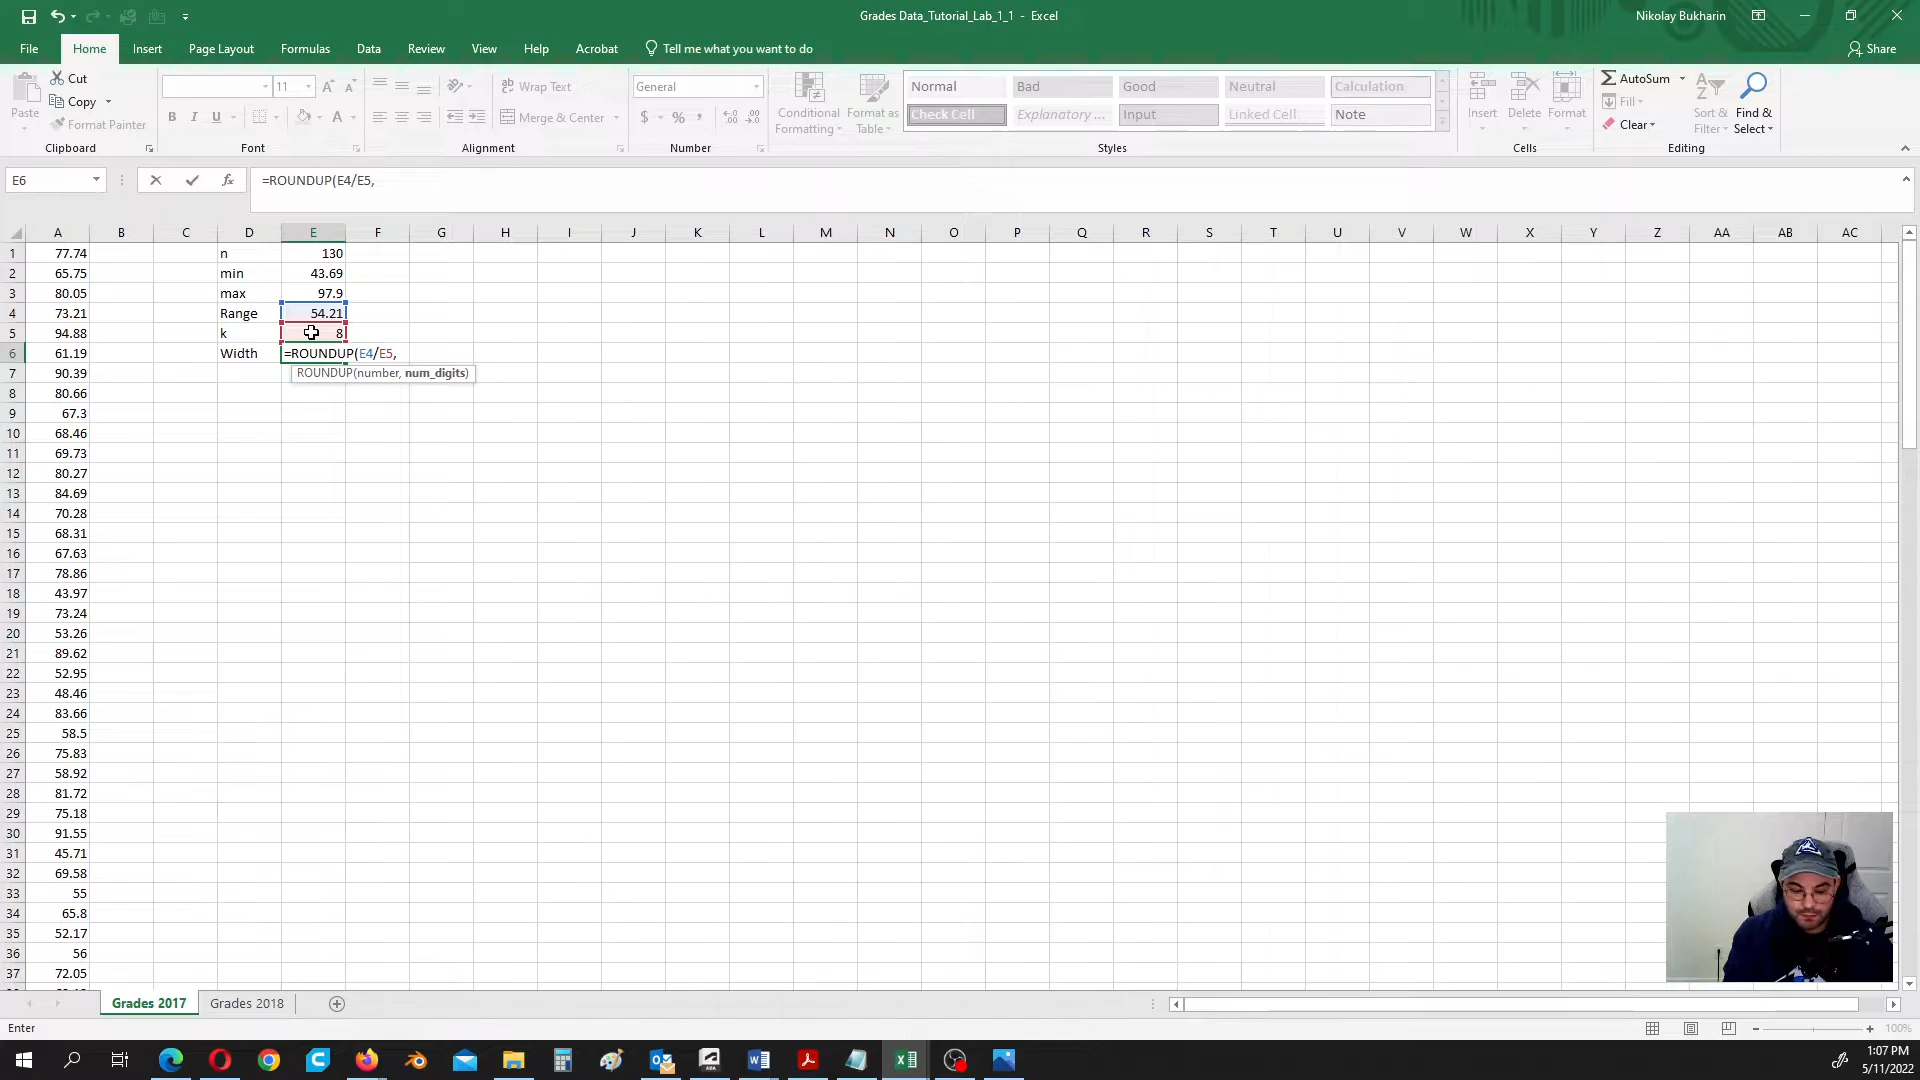 Grades Data_Tutorial_Lab_1_1 - Excel
Nikolay Bukharin
File Home Insert Page Layout Formulas Data Review View Help Acrobat Tell me what you want to do Share
Paste
Cut
Copy
Format Painter
Clipboard
11
B I U
Font
Wrap Text
Merge & Center
Alignment
General
$ %
Number
Conditional Formatting
Format as Table
Normal Bad Good Neutral Calculation
Check Cell Explanatory ... Input Linked Cell Note
Styles
Insert Delete Format
Cells
AutoSum
Fill
Clear
Sort & Filter
Find & Select
Editing
E6 fx =ROUNDUP(E4/E5,
A B C D E F G H I J K L M N O P Q R S T U V W X Y Z AA AB AC
1 77.74 n 130
2 65.75 min 43.69
3 80.05 max 97.9
4 73.21 Range 54.21
5 94.88 k 8
6 61.19 Width =ROUNDUP(E4/E5,
7 90.39 ROUNDUP(number, num_digits)
8 80.66
9 67.3
10 68.46
11 69.73
12 80.27
13 84.69
14 70.28
15 68.31
16 67.63
17 78.86
18 43.97
19 73.24
20 53.26
21 89.62
22 52.95
23 48.46
24 83.66
25 58.5
26 75.83
27 58.92
28 81.72
29 75.18
30 91.55
31 45.71
32 69.58
33 55
34 65.8
35 52.17
36 56
37 72.05
Grades 2017 Grades 2018
Enter
100%
1:07 PM
5/11/2022